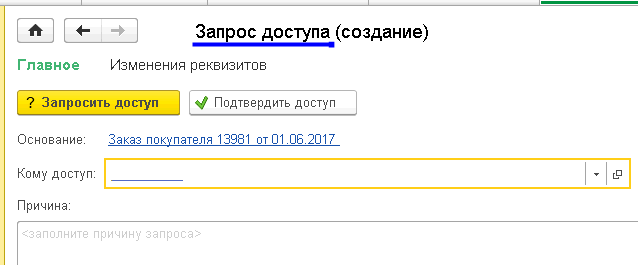 Запрос доступа (создание)
Главное Изменения реквизитов
? Запросить доступ Подтвердить доступ
Основание: Заказ покупателя 13981 от 01.06.2017
Кому доступ:
Причина:
<заполните причину запроса>